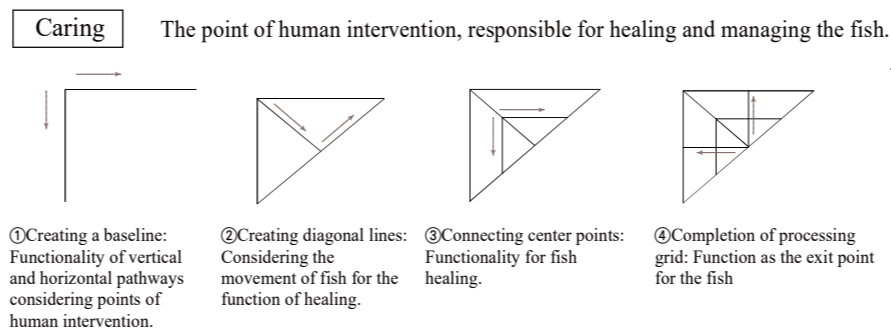 Caring
The point of human intervention, responsible for healing and managing the fish.
①Creating a baseline:
Functionality of vertical
and horizontal pathways
considering points of
human intervention.
②Creating diagonal lines:
Considering the
movement of fish for the
function of healing.
③Connecting center points:
Functionality for fish
healing.
④Completion of processing
grid: Function as the exit point
for the fish